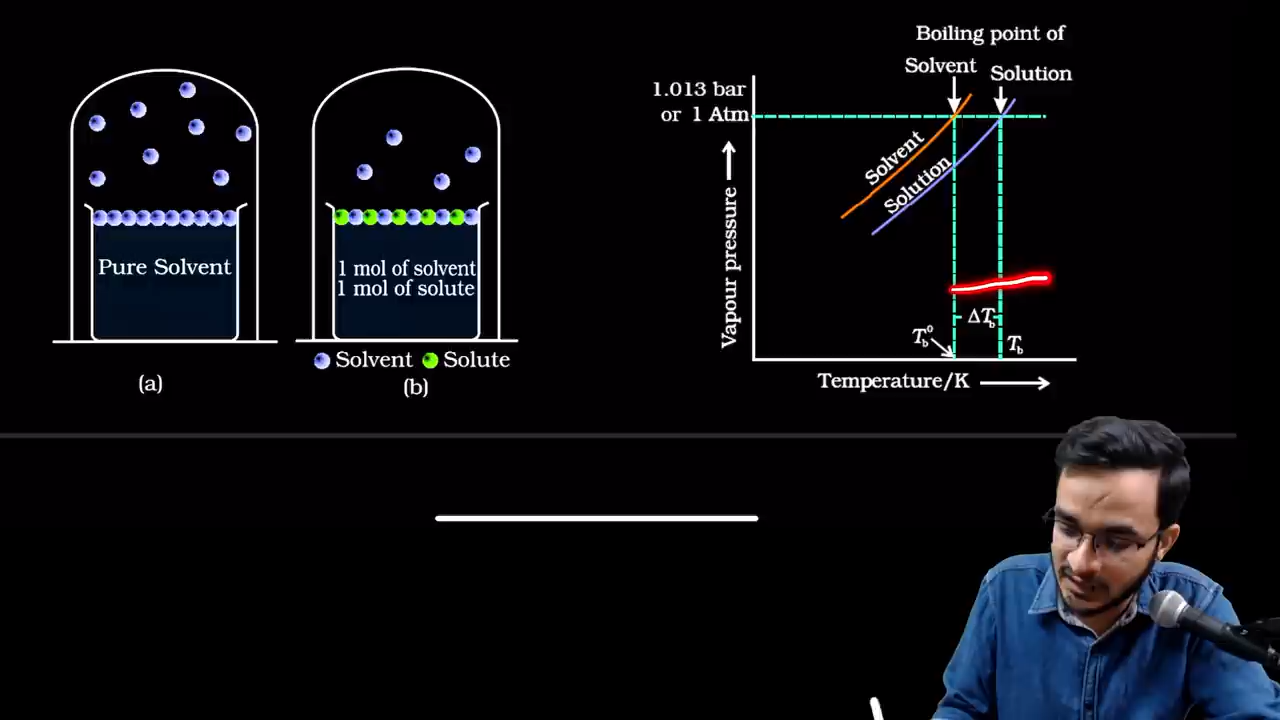 Pure Solvent
(a)
1 mol of solvent
1 mol of solute
Solvent Solute
(b)
Boiling point of
Solvent Solution
1.013 bar
or 1 Atm
Solvent
Solution
Vapour pressure
ΔTb
Tb°
Tb
Temperature/K